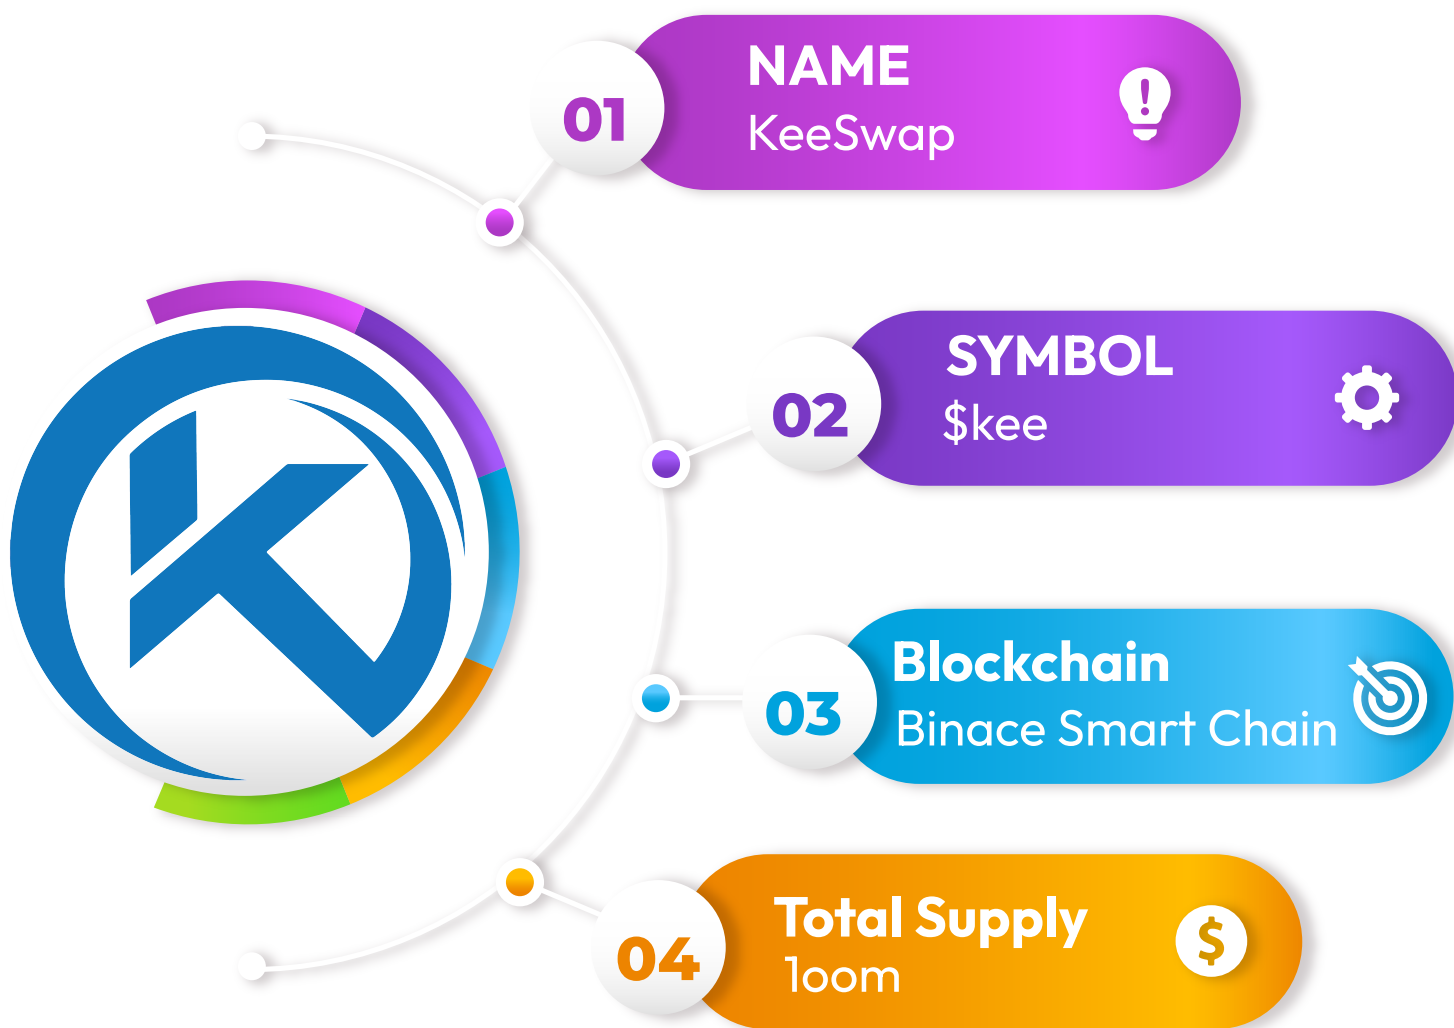 01
NAME
KeeSwap
02
SYMBOL
$kee
03
Blockchain
Binace Smart Chain
04
Total Supply
1oom